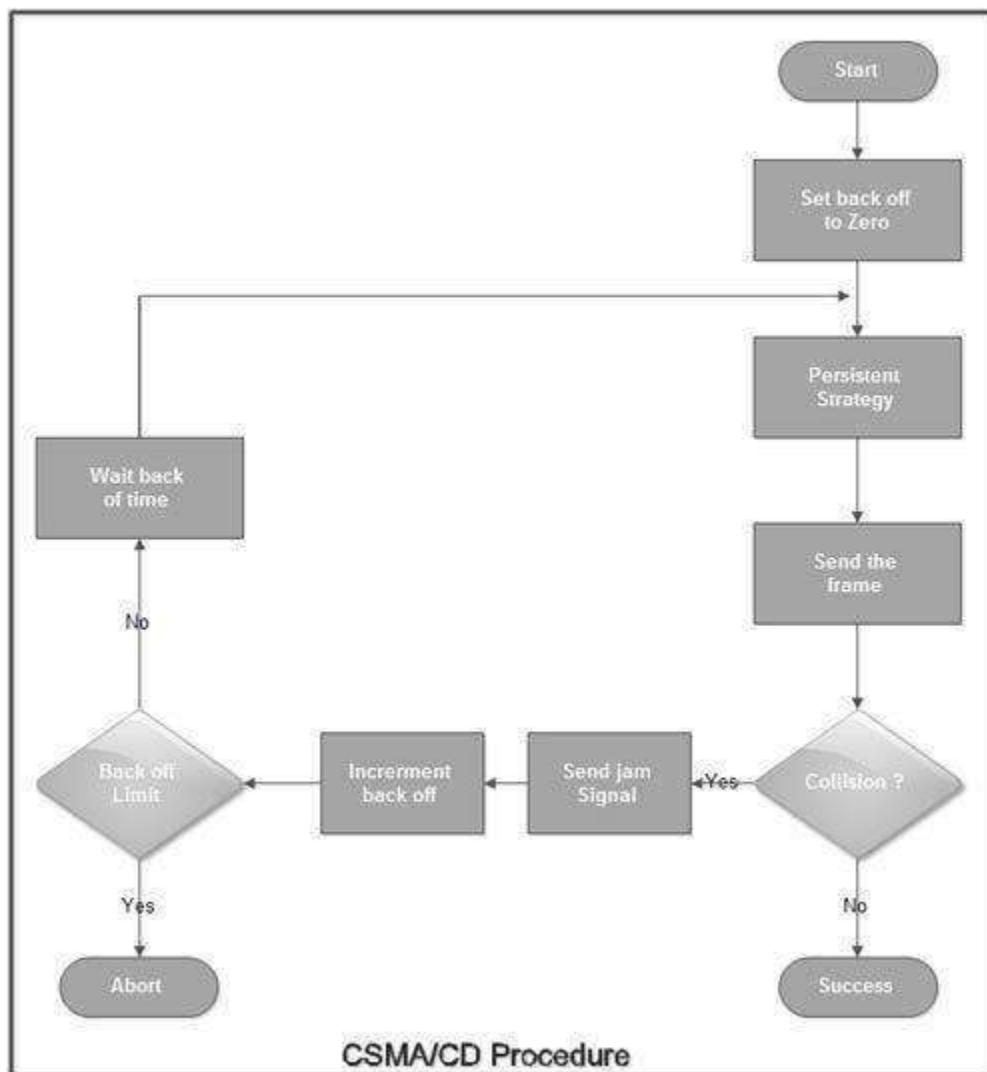 Start
Set back off
to Zero
Persistent
Strategy
Wait back
of time
Send the
frame
No
Back off
Limit
Increrment
back off
Send jam
Signal
Yes
Collision ?
Yes
No
Abort
Success
CSMA/CD Procedure